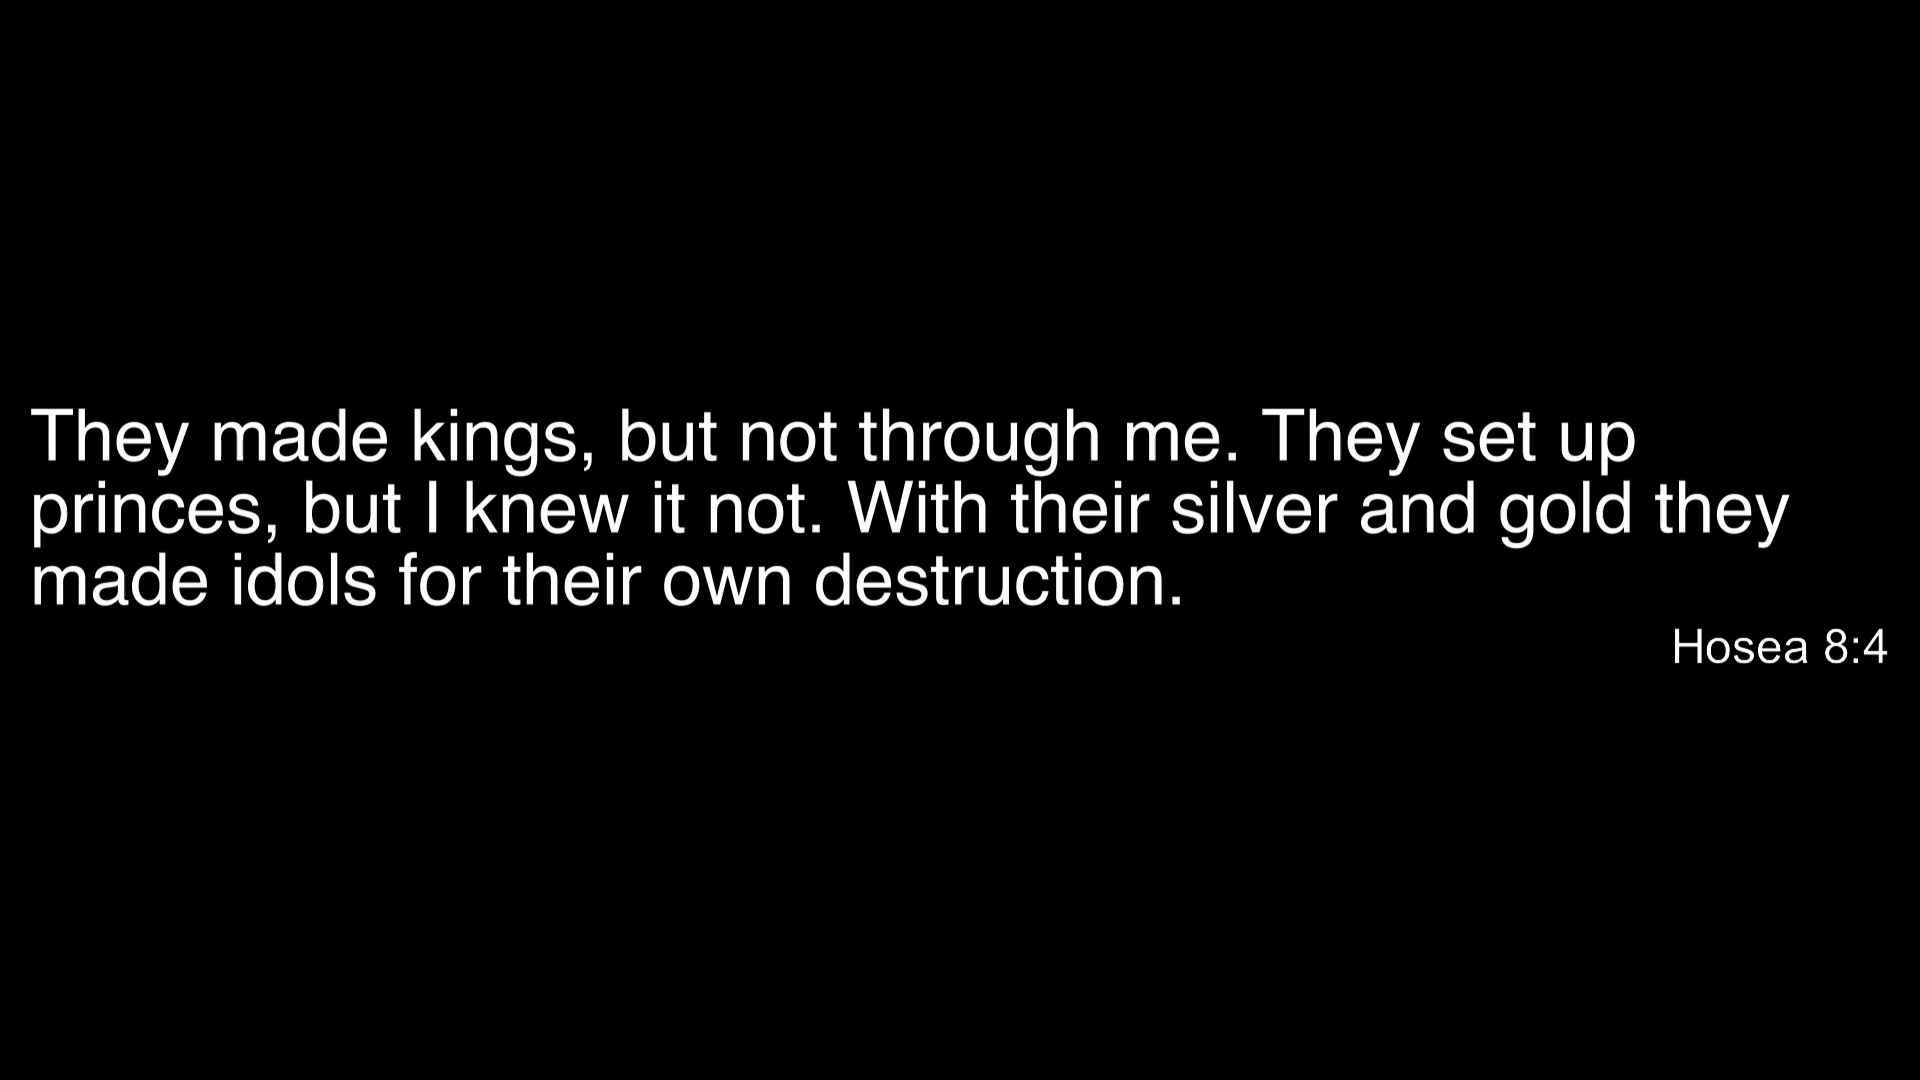 They made kings, but not through me. They set up
princes, but I knew it not. With their silver and gold they
made idols for their own destruction.
Hosea 8:4